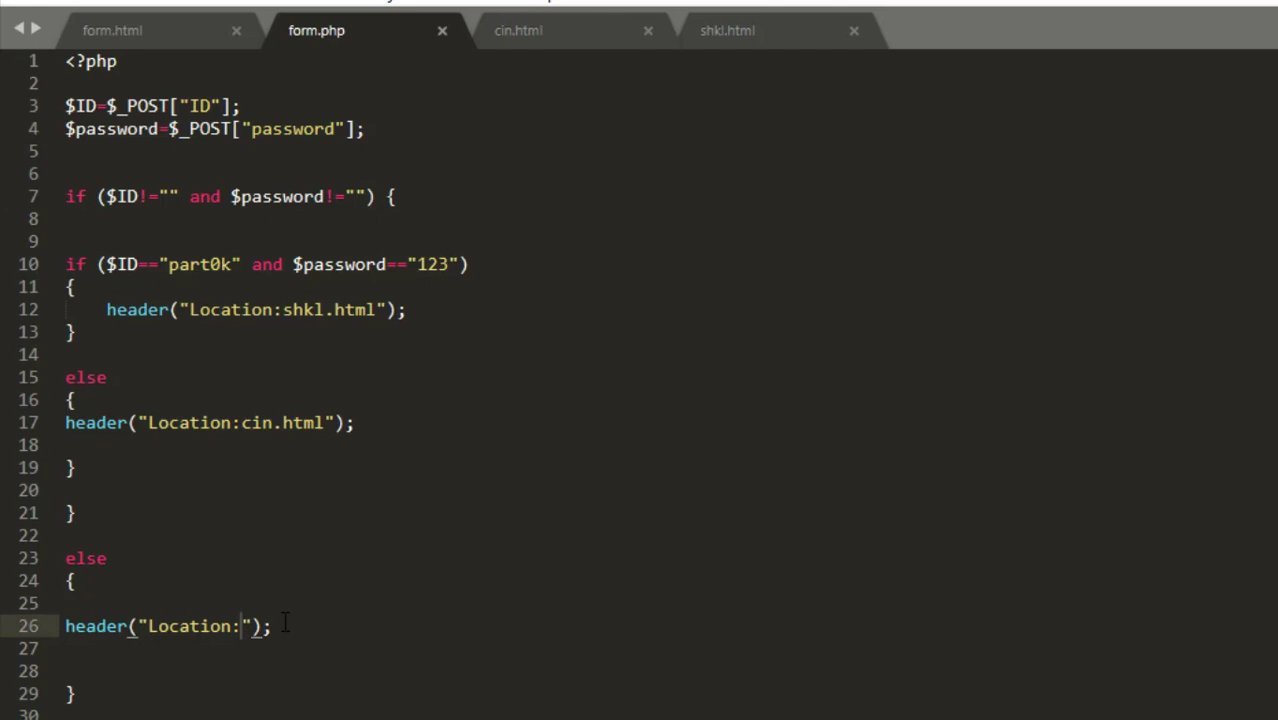 form.html × form.php × cin.html × shkl.html ×
1 <?php
2
3 $ID=$_POST["ID"];
4 $password=$_POST["password"];
5
6
7 if ($ID!="" and $password!="") {
8
9
10 if ($ID=="part0k" and $password=="123")
11 {
12     header("Location:shkl.html");
13 }
14
15 else
16 {
17 header("Location:cin.html");
18
19 }
20
21 }
22
23 else
24 {
25
26 header("Location:");
27
28
29 }
30